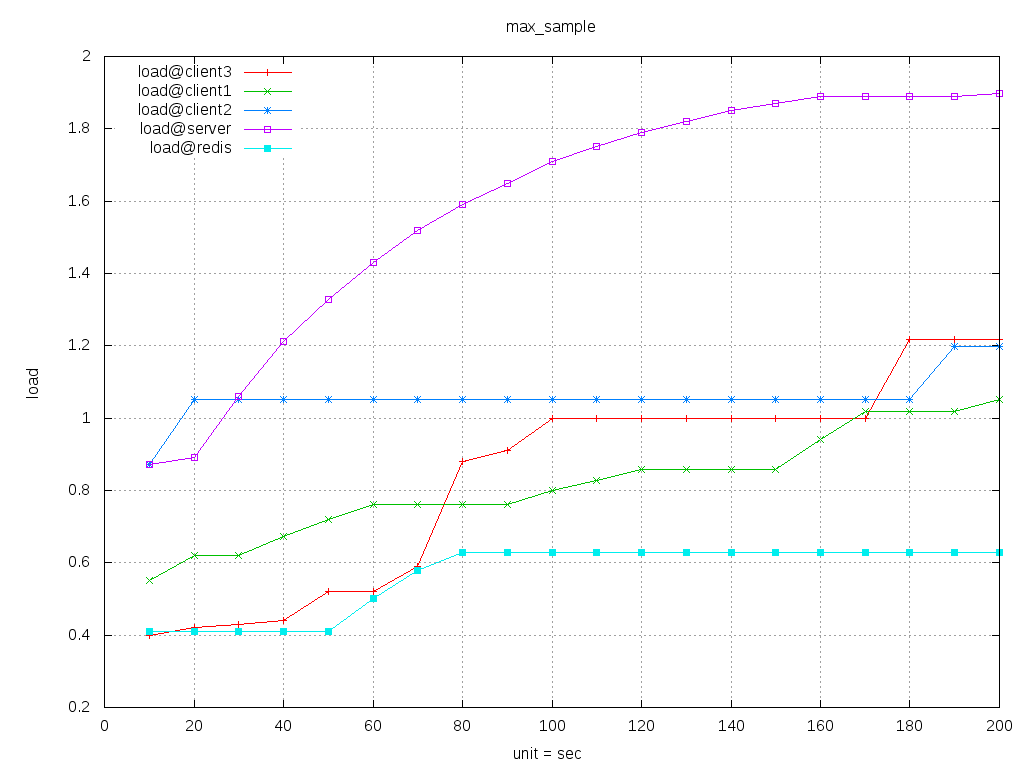 max_sample
load@client3
load@client1
load@client2
load@server
load@redis
2
1.8
1.6
1.4
1.2
1
0.8
0.6
0.4
0.2
load
0 20 40 60 80 100 120 140 160 180 200
unit = sec